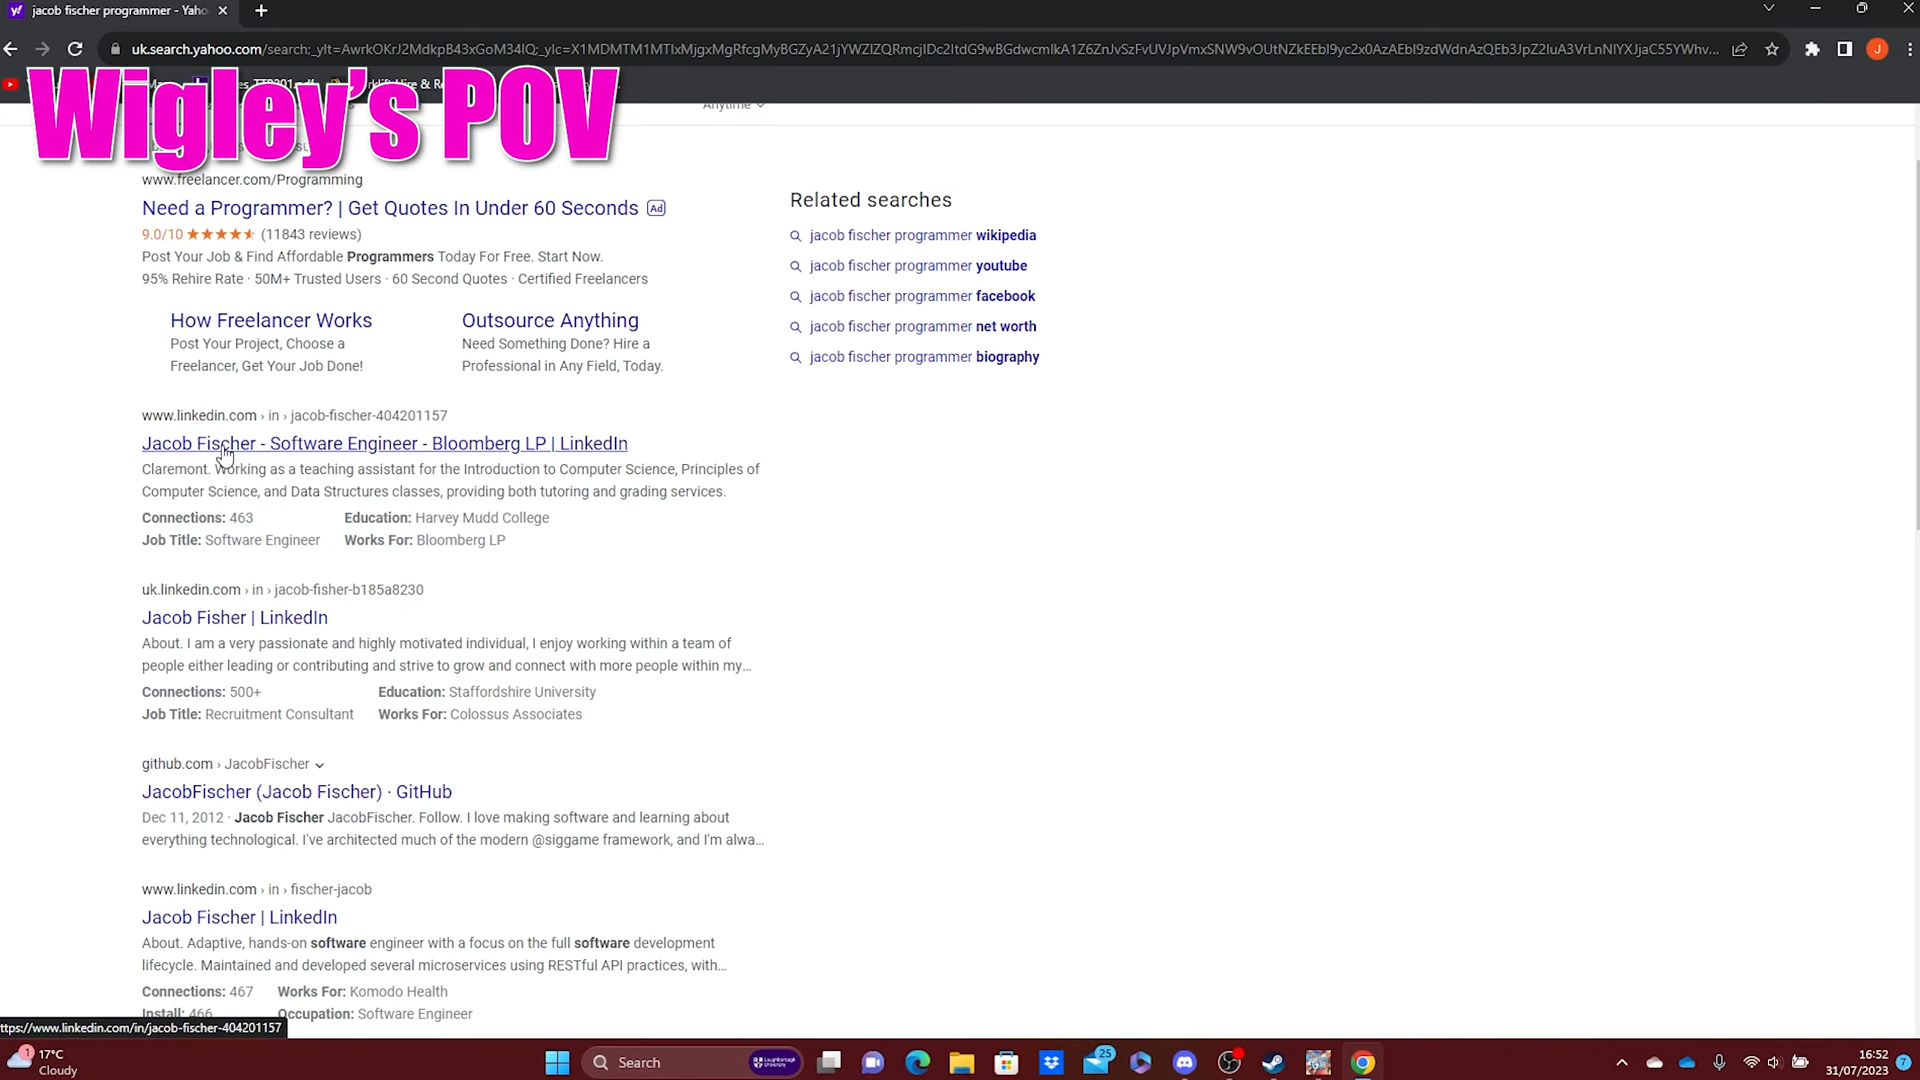 jacob fischer programmer - Yaho
uk.search.yahoo.com/search;_ylt=AwrkOKrJ2MdkpB43xGoM34lQ;_ylc=X1MDMTM1MTIxMjgxMgRfcgMyBGZyA21jYWZlZQRmcjIDc2ItdG9wBGdwcmlkA1Z6ZnJvSzFvUVJpVmxSNW9vOUtNZkEEbl9yc2x0AzAEbl9zdWdnAzQEb3JpZ2luA3VrLnNlYXJjaC55YWhv...
J
Wigley's POV
Anytime
www.freelancer.com/Programming
Need a Programmer? | Get Quotes In Under 60 Seconds Ad
9.0/10 ★★★★★ (11843 reviews)
Post Your Job & Find Affordable Programmers Today For Free. Start Now.
95% Rehire Rate · 50M+ Trusted Users · 60 Second Quotes · Certified Freelancers
How Freelancer Works
Post Your Project, Choose a
Freelancer, Get Your Job Done!
Outsource Anything
Need Something Done? Hire a
Professional in Any Field, Today.
www.linkedin.com › in › jacob-fischer-404201157
Jacob Fischer - Software Engineer - Bloomberg LP | LinkedIn
Claremont. Working as a teaching assistant for the Introduction to Computer Science, Principles of
Computer Science, and Data Structures classes, providing both tutoring and grading services.
Connections: 463 Education: Harvey Mudd College
Job Title: Software Engineer Works For: Bloomberg LP
uk.linkedin.com › in › jacob-fisher-b185a8230
Jacob Fisher | LinkedIn
About. I am a very passionate and highly motivated individual, I enjoy working within a team of
people either leading or contributing and strive to grow and connect with more people within my...
Connections: 500+ Education: Staffordshire University
Job Title: Recruitment Consultant Works For: Colossus Associates
github.com › JacobFischer
JacobFischer (Jacob Fischer) · GitHub
Dec 11, 2012 · Jacob Fischer JacobFischer. Follow. I love making software and learning about
everything technological. I've architected much of the modern @siggame framework, and I'm alwa...
www.linkedin.com › in › fischer-jacob
Jacob Fischer | LinkedIn
About. Adaptive, hands-on software engineer with a focus on the full software development
lifecycle. Maintained and developed several microservices using RESTful API practices, with...
Connections: 467 Works For: Komodo Health
Install: 466 Occupation: Software Engineer
Related searches
jacob fischer programmer wikipedia
jacob fischer programmer youtube
jacob fischer programmer facebook
jacob fischer programmer net worth
jacob fischer programmer biography
ttps://www.linkedin.com/in/jacob-fischer-404201157
1
17°C
Cloudy
Search
Loughborough University
25
16:52
31/07/2023
7